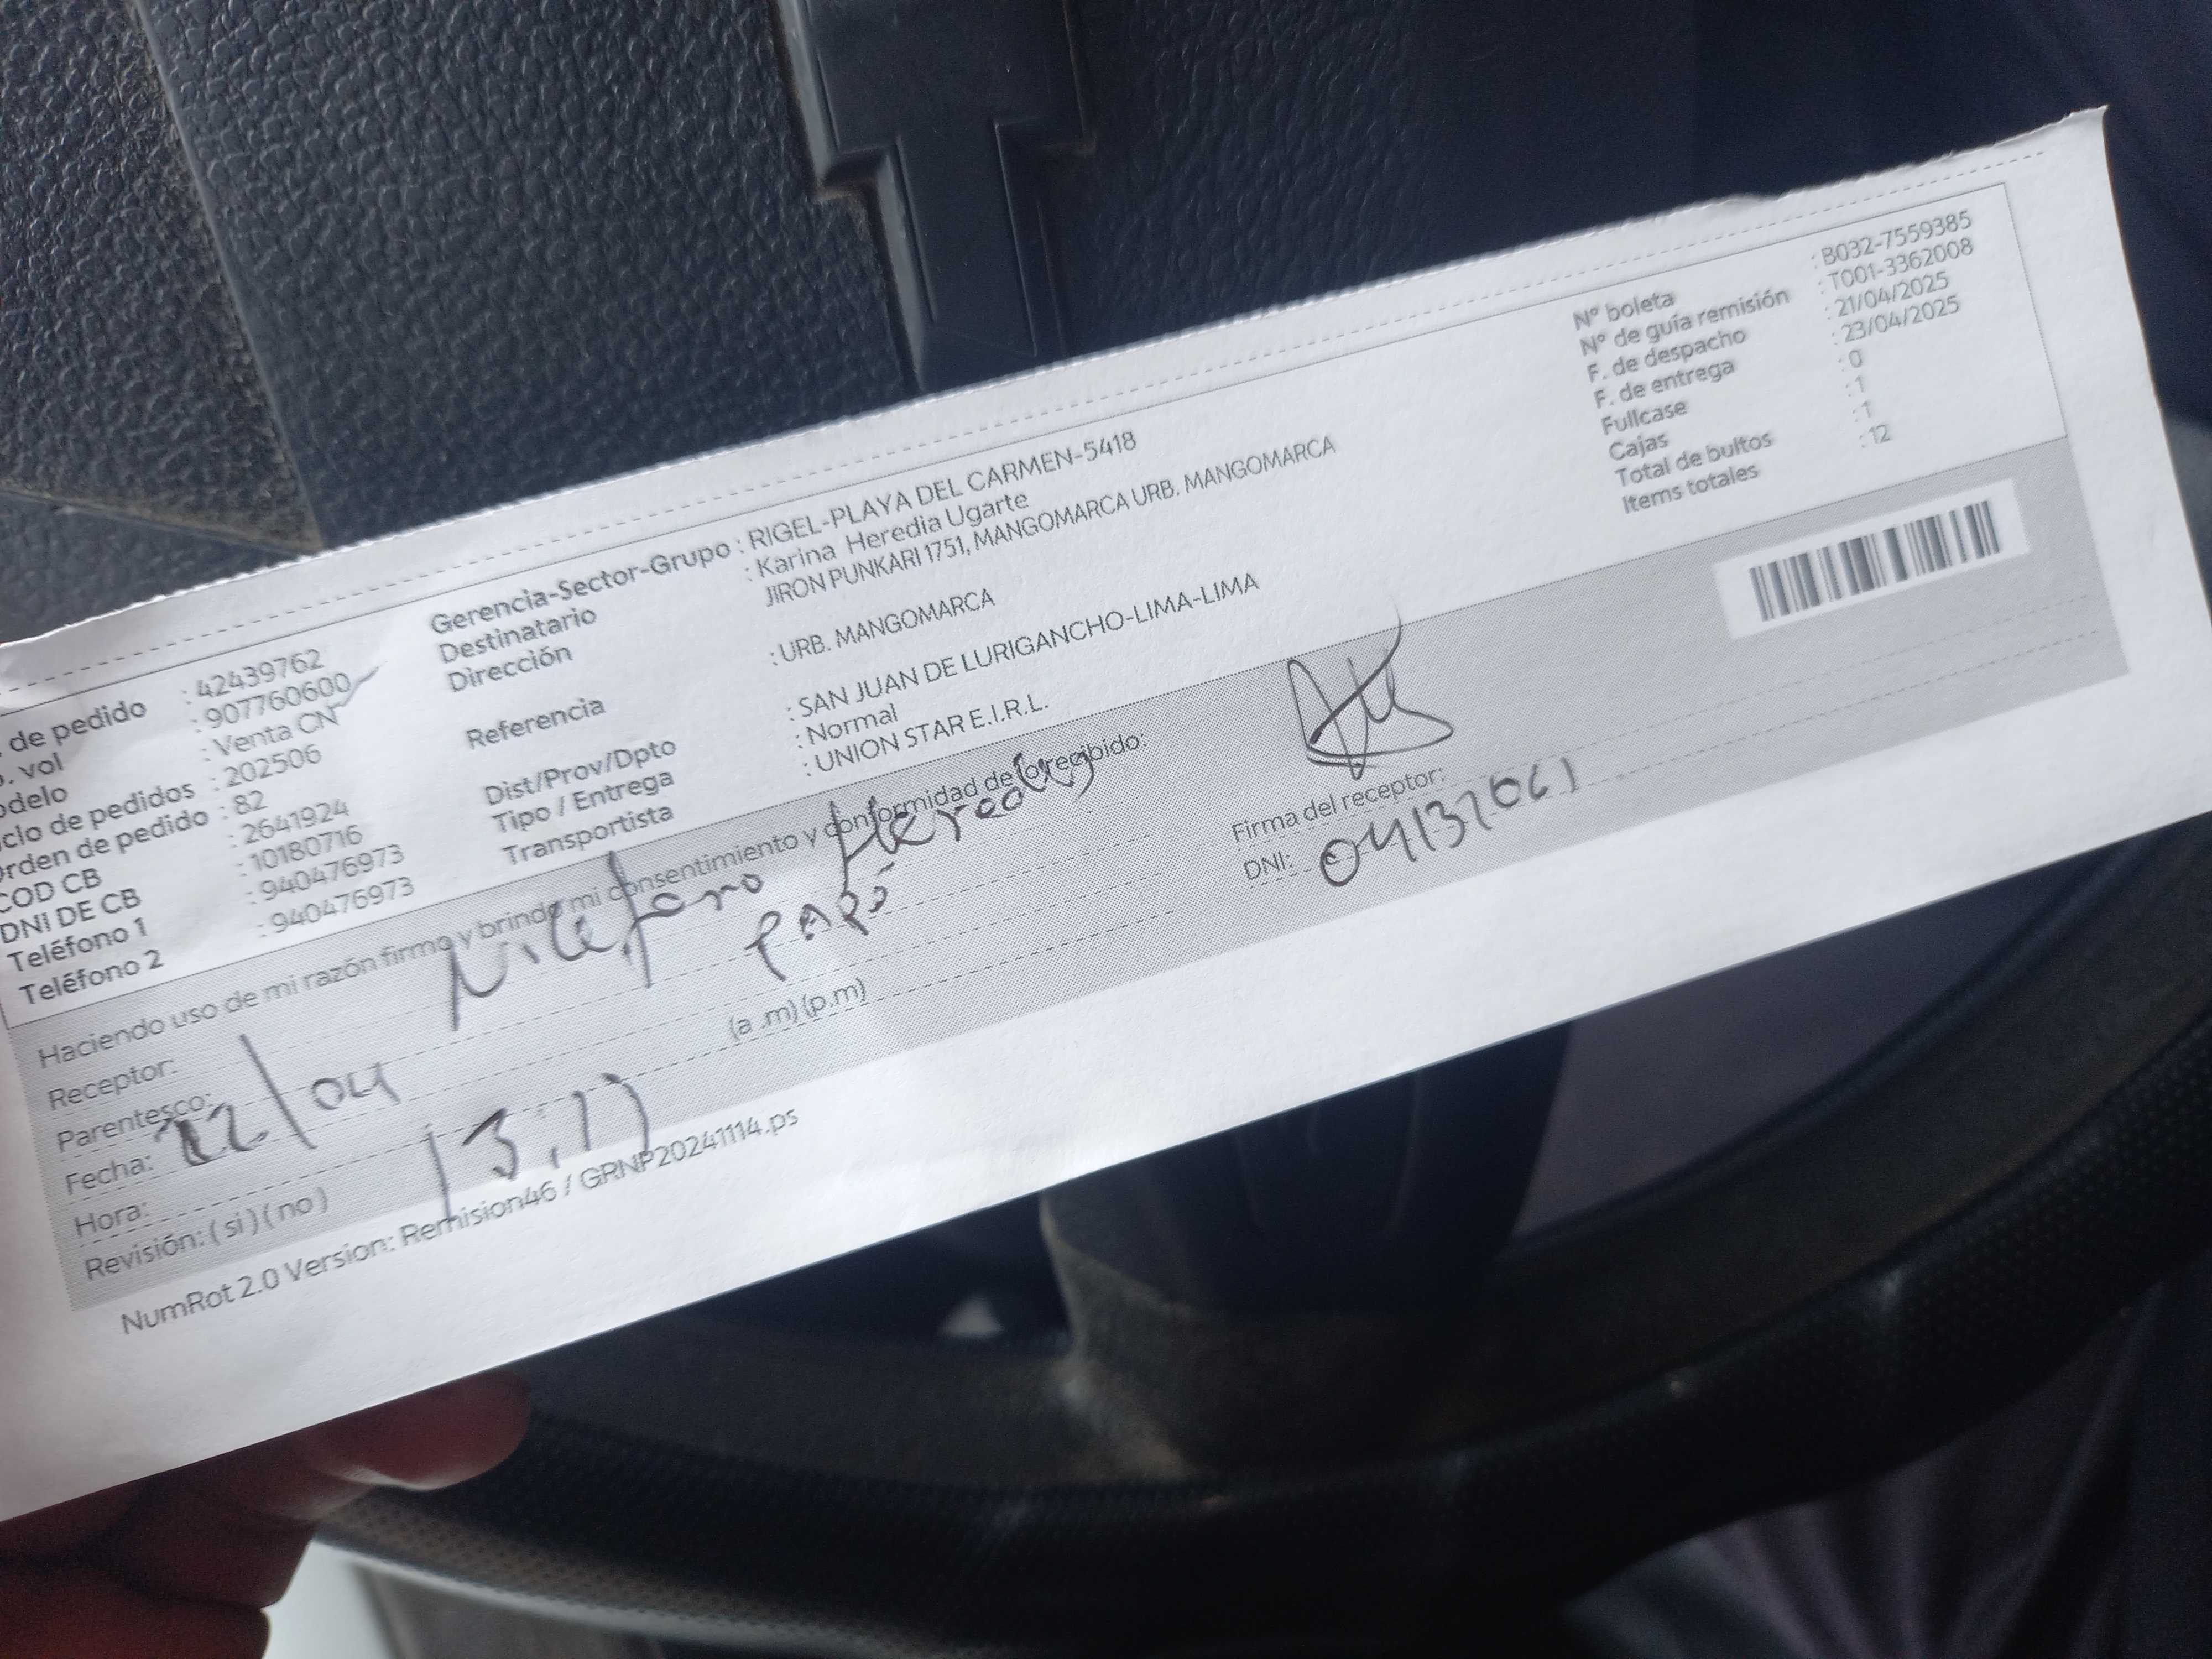 . de pedido : 42439762
o. vol : 907760600
odelo : Venta CN
clo de pedidos : 202506
Orden de pedido : 82
COD CB : 2641924
DNI DE CB : 10180716
Teléfono 1 : 940476973
Teléfono 2 : 940476973
Gerencia-Sector-Grupo : RIGEL-PLAYA DEL CARMEN-5418
Destinatario : Karina Heredia Ugarte
Dirección JIRON PUNKARI 1751, MANGOMARCA URB. MANGOMARCA
Referencia : URB. MANGOMARCA
Dist/Prov/Dpto : SAN JUAN DE LURIGANCHO-LIMA-LIMA
Tipo / Entrega : Normal
Transportista : UNION STAR E.I.R.L.
Nº boleta : B032-7559385
Nº de guía remisión : T001-3362008
F. de despacho : 21/04/2025
F. de entrega : 23/04/2025
Fullcase : 0
Cajas : 1
Total de bultos : 1
Items totales : 12
Haciendo uso de mi razón firmo y brindo mi consentimiento y conformidad de lo recibido:
Receptor:
Parentesco: PAPÁ
Fecha: 22/04
Hora: (a .m) (p.m)
Revisión: ( si ) ( no )
Firma del receptor:
DNI:
NumRot 2.0 Version: Remision46 / GRNP20241114.ps